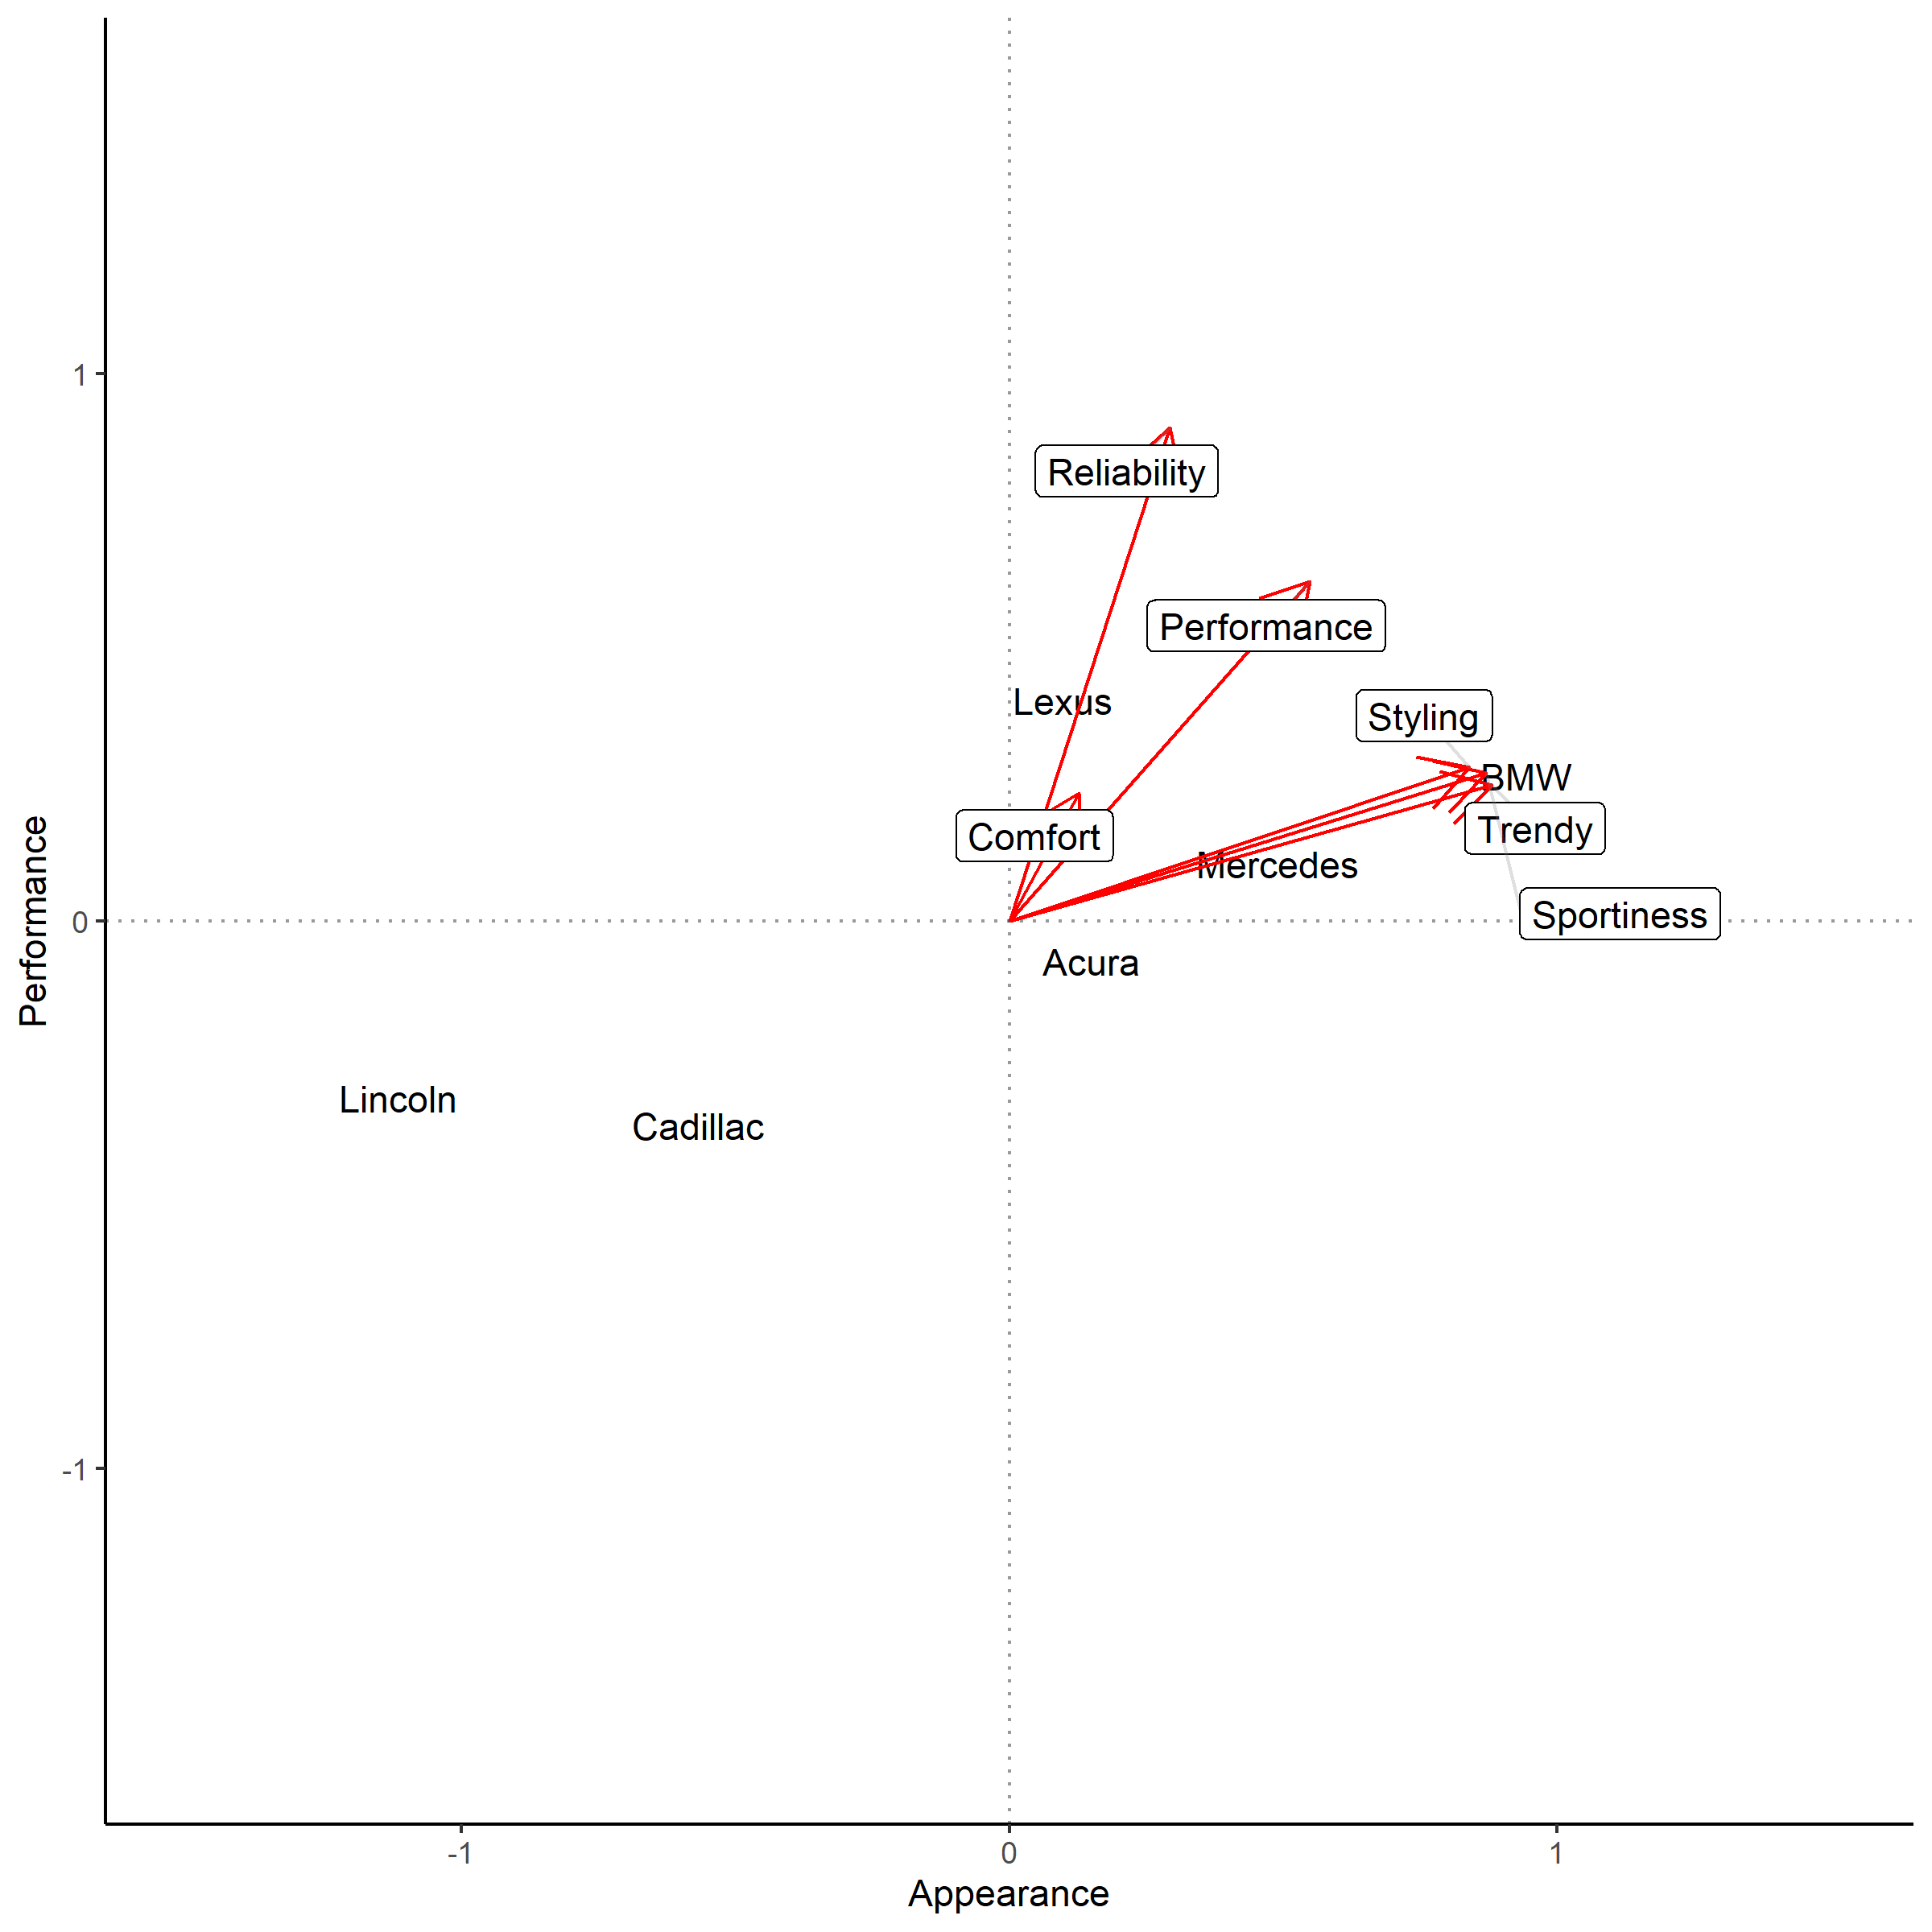 1
Reliability
Performance
Lexus
Styling
BMW
Trendy
Comfort
Mercedes
Sportiness
0
Acura
Performance
Lincoln
Cadillac
-1
-1
0
1
Appearance